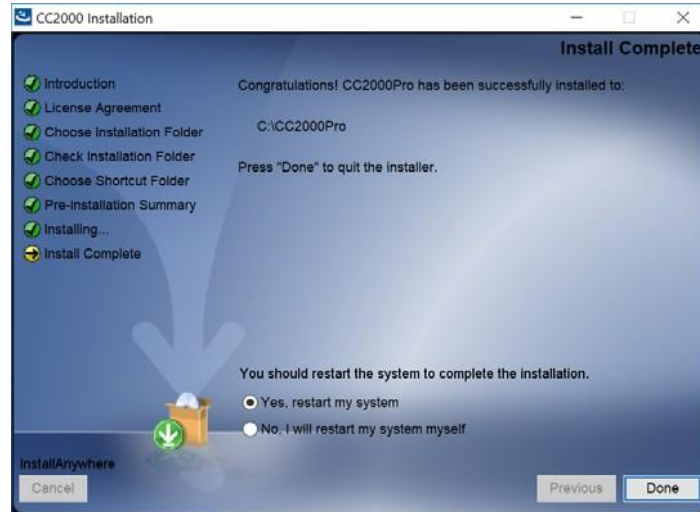 CC2000 Installation
Install Complete
Introduction
License Agreement
Choose Installation Folder
Check Installation Folder
Choose Shortcut Folder
Pre-Installation Summary
Installing...
Install Complete
Congratulations! CC2000Pro has been successfully installed to:
C:\CC2000Pro
Press "Done" to quit the installer.
You should restart the system to complete the installation.
Yes, restart my system
No, I will restart my system myself
InstallAnywhere
Cancel
Previous
Done